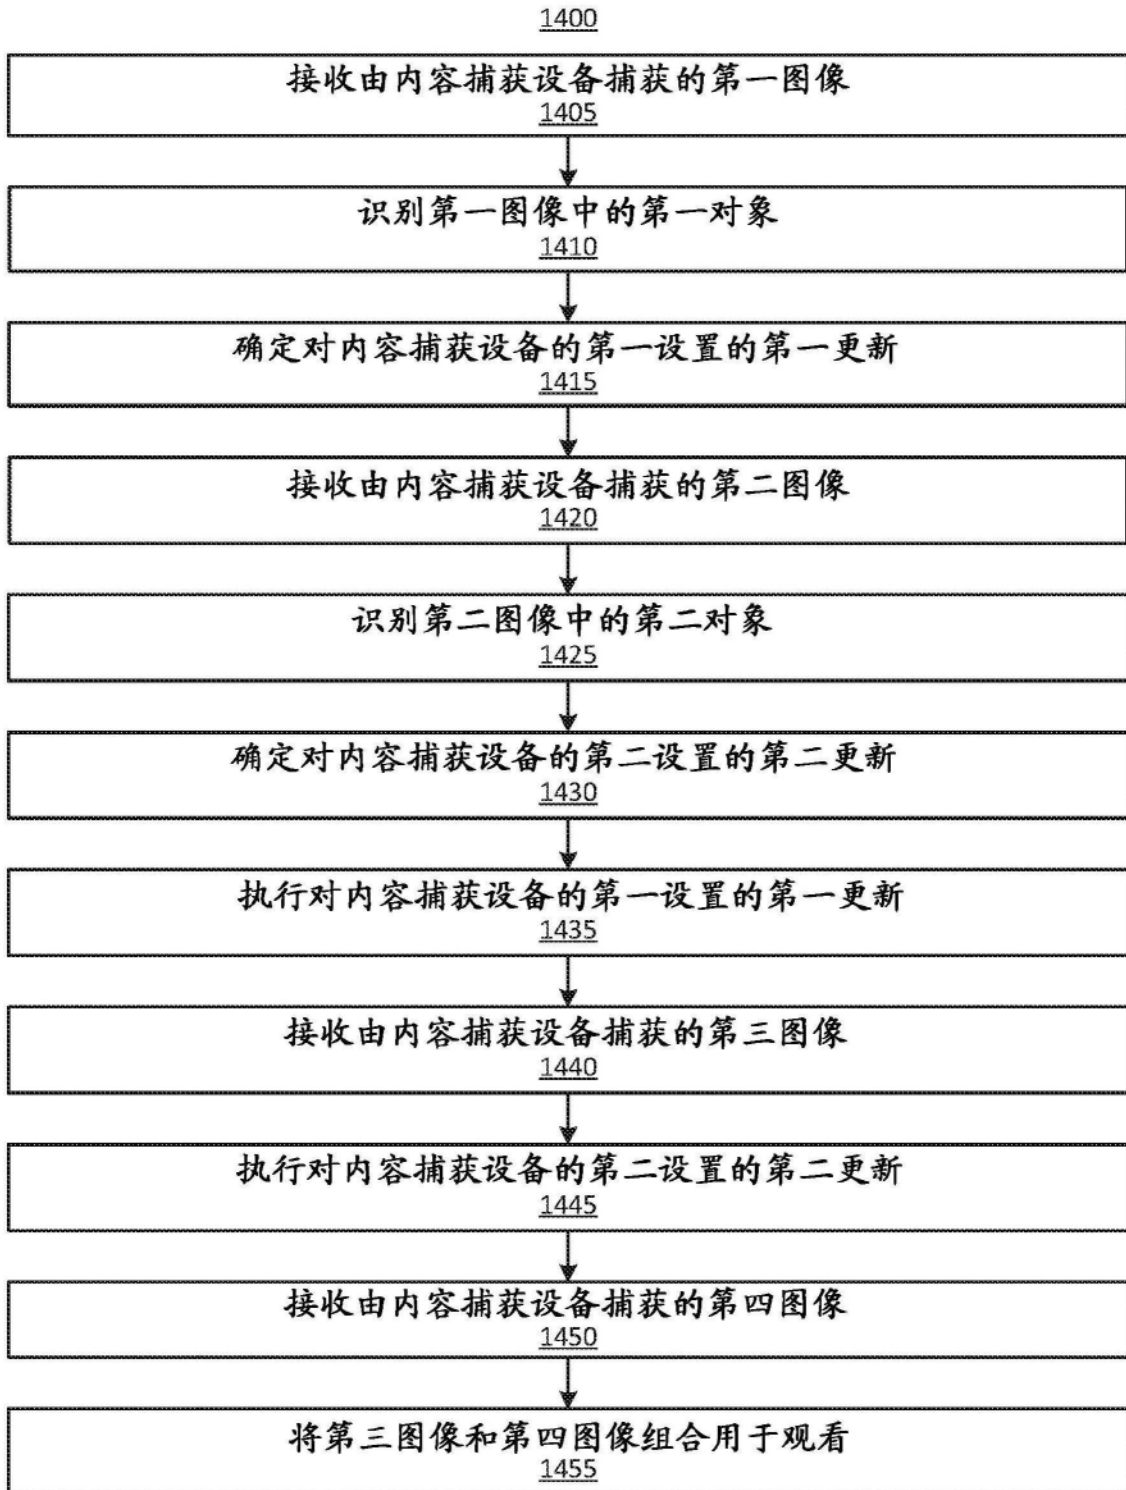 1400
接收由内容捕获设备捕获的第一图像
1405
识别第一图像中的第一对象
1410
确定对内容捕获设备的第一设置的第一更新
1415
接收由内容捕获设备捕获的第二图像
1420
识别第二图像中的第二对象
1425
确定对内容捕获设备的第二设置的第二更新
1430
执行对内容捕获设备的第一设置的第一更新
1435
接收由内容捕获设备捕获的第三图像
1440
执行对内容捕获设备的第二设置的第二更新
1445
接收由内容捕获设备捕获的第四图像
1450
将第三图像和第四图像组合用于观看
1455